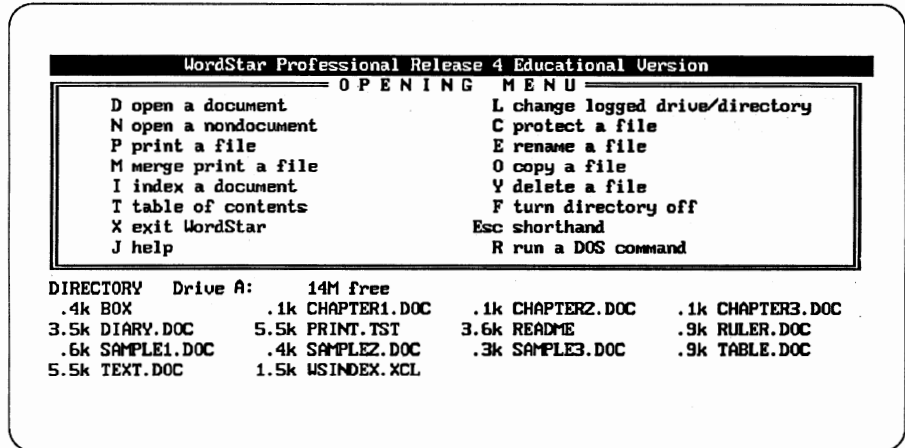 WordStar Professional Release 4 Educational Version
O P E N I N G   M E N U
D open a document   L change logged drive/directory
N open a nondocument   C protect a file
P print a file   E rename a file
M merge print a file   O copy a file
I index a document   Y delete a file
T table of contents   F turn directory off
X exit WordStar   Esc shorthand
J help   R run a DOS command
DIRECTORY   Drive A:   14M free
.4k BOX   .1k CHAPTER1.DOC   .1k CHAPTER2.DOC   .1k CHAPTER3.DOC
3.5k DIARY.DOC   5.5k PRINT.TST   3.6k README   .9k RULER.DOC
.6k SAMPLE1.DOC   .4k SAMPLE2.DOC   .3k SAMPLE3.DOC   .9k TABLE.DOC
5.5k TEXT.DOC   1.5k WSINDEX.XCL